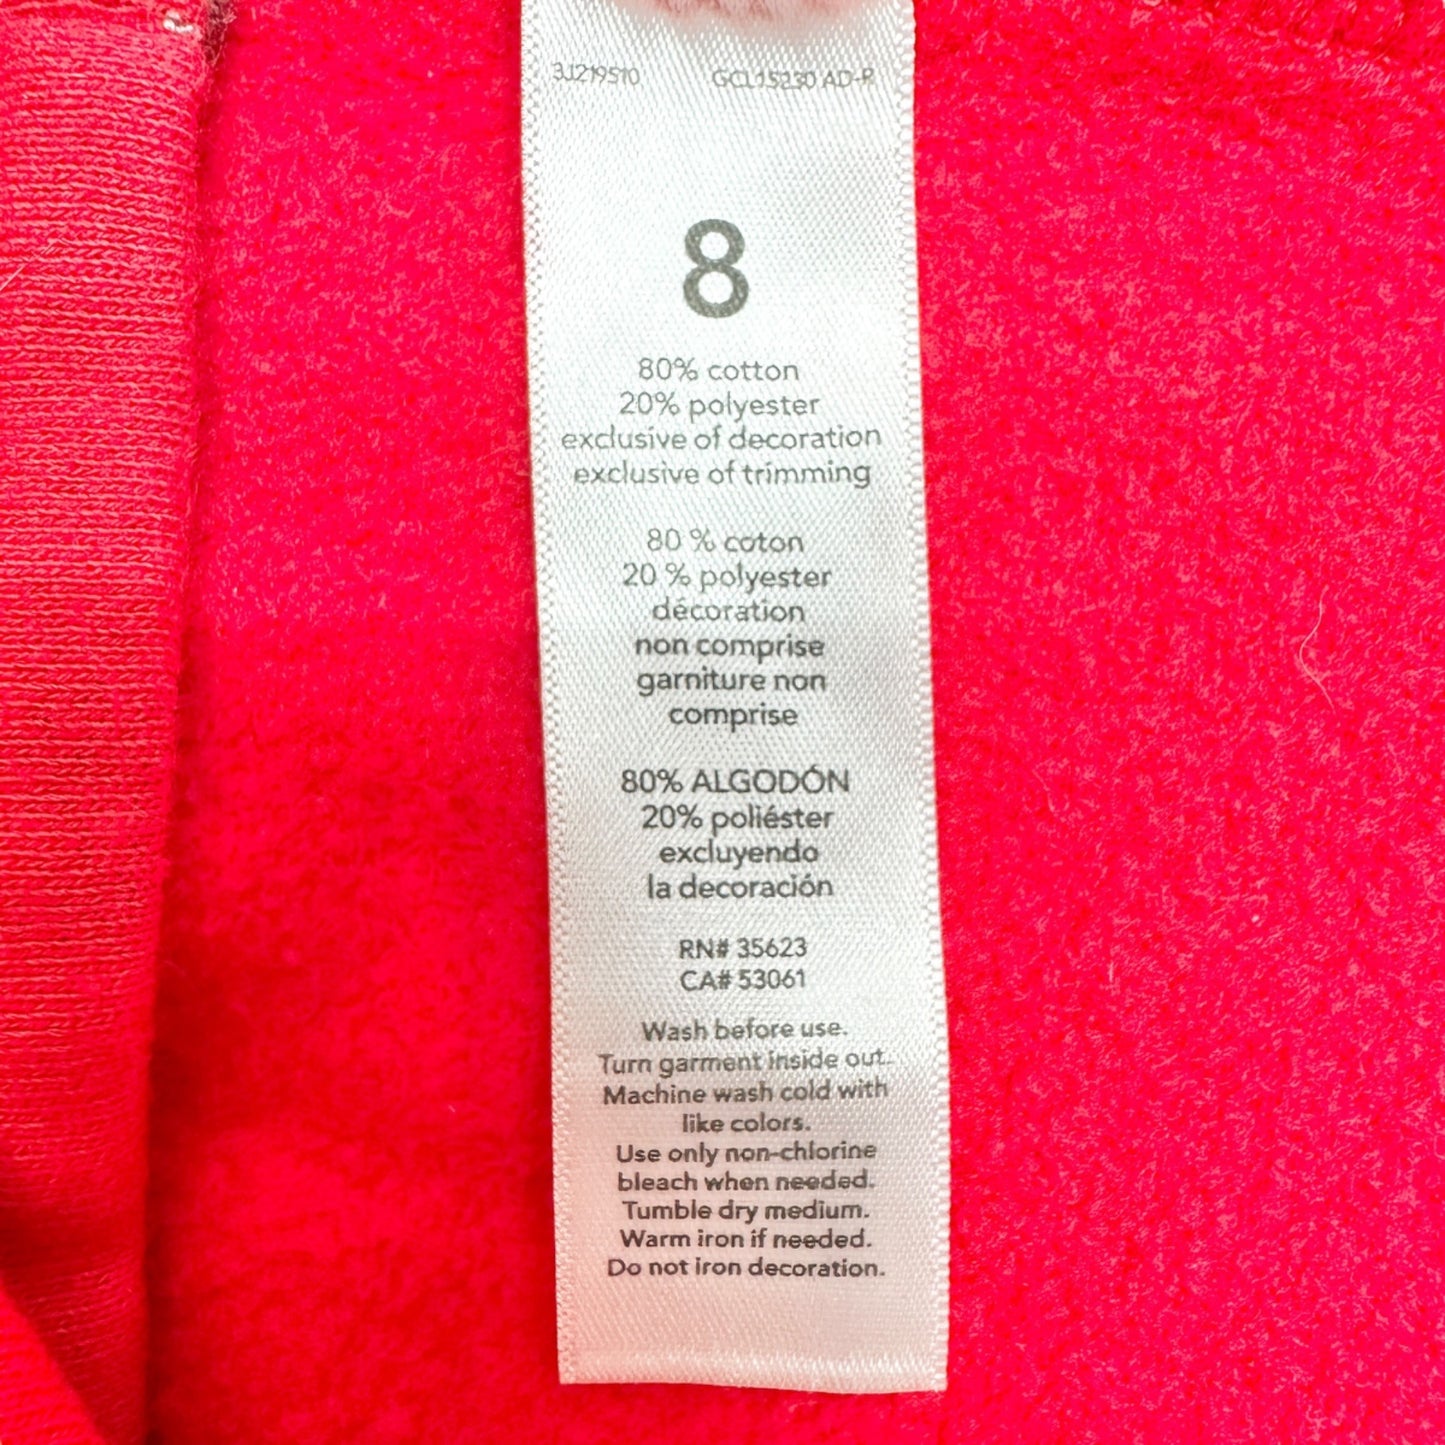 3J219510 GCL15230 AD-P
8
80% cotton
20% polyester
exclusive of decoration
exclusive of trimming
80 % coton
20 % polyester
décoration
non comprise
garniture non
comprise
80% ALGODÓN
20% poliéster
excluyendo
la decoración
RN# 35623
CA# 53061
Wash before use.
Turn garment inside out.
Machine wash cold with
like colors.
Use only non-chlorine
bleach when needed.
Tumble dry medium.
Warm iron if needed.
Do not iron decoration.